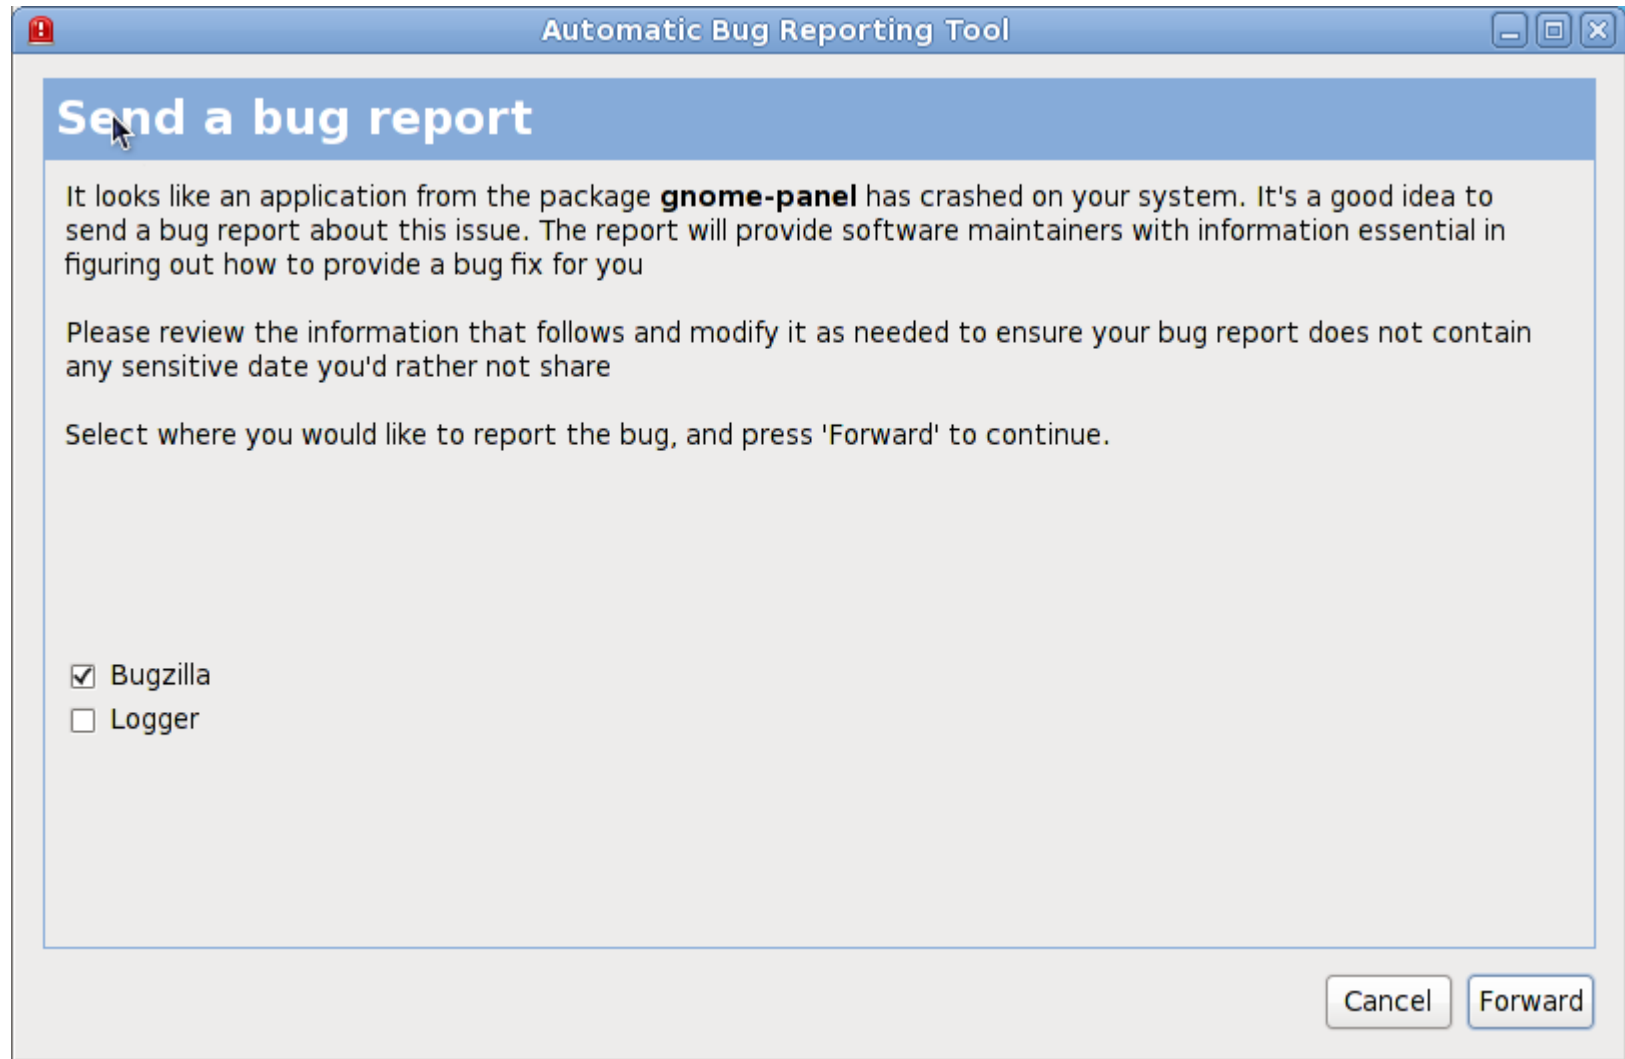 Automatic Bug Reporting Tool
Send a bug report
It looks like an application from the package gnome-panel has crashed on your system. It's a good idea to
send a bug report about this issue. The report will provide software maintainers with information essential in
figuring out how to provide a bug fix for you
Please review the information that follows and modify it as needed to ensure your bug report does not contain
any sensitive date you'd rather not share
Select where you would like to report the bug, and press 'Forward' to continue.
Bugzilla
Logger
Cancel Forward